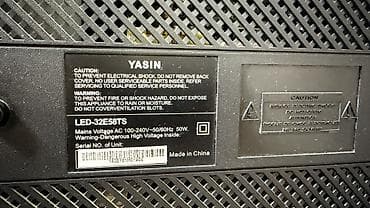 YASIN
CAUTION:
TO PREVENT ELECTRICAL SHOCK, DO NOT REMOVE BACK
COVER, NO USER SERVICEABLE PARTS INSIDE. REFER
SERVICING TO QUALIFIED SERVICE PERSONNEL.
WARNING:
TO PREVENT FIRE OR SHOCK HAZARD, DO NOT EXPOSE
THIS APPLIANCE TO RAIN OR MOISTURE.
DO NOT COVER VENTILATION SLOTS.
LED-32E58TS
Mains Voltgge AC 100-240V~50/60Hz 50W.
Warning-Dangerous High Voltage Inside:
Serial NO. of Unit:
Made in China
CAUTION